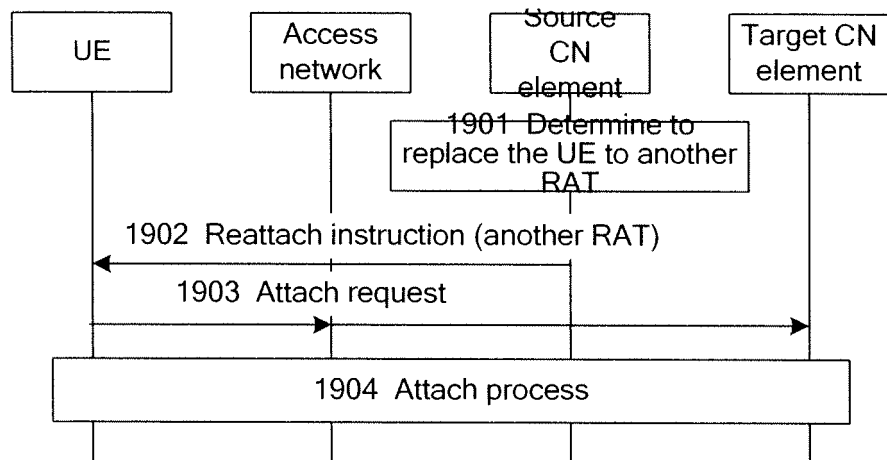 UE
Access
network
Source
CN
element
Target CN
element
1901 Determine to
replace the UE to another
RAT
1902 Reattach instruction (another RAT)
1903 Attach request
1904 Attach process